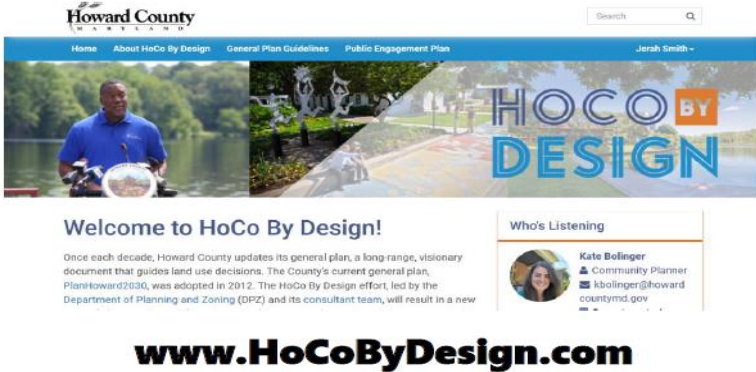 Howard County
MARYLAND
Search
Home About HoCo By Design General Plan Guidelines Public Engagement Plan Jerah Smith
HOCO BY
DESIGN
Welcome to HoCo By Design!
Who's Listening
Once each decade, Howard County updates its general plan, a long-range, visionary
document that guides land use decisions. The County's current general plan,
PlanHoward2030, was adopted in 2012. The HoCo By Design effort, led by the
Department of Planning and Zoning (DPZ) and its consultant team, will result in a new
Kate Bolinger
Community Planner
kbolinger@howard
countymd.gov
www.HoCoByDesign.com